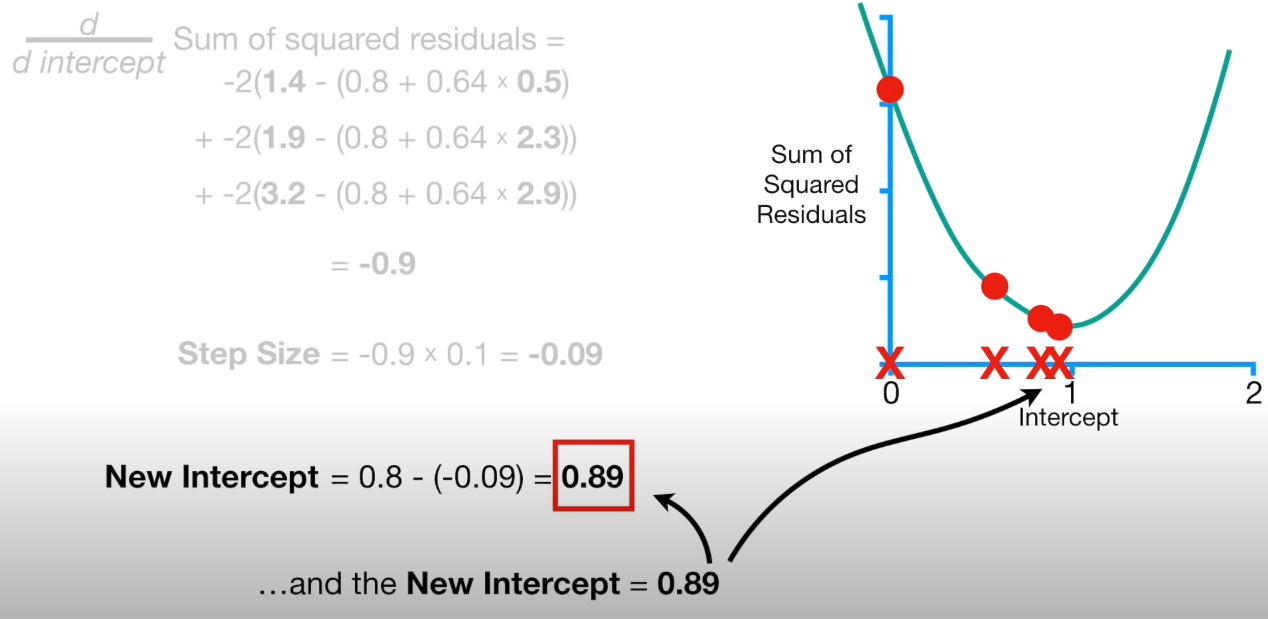 d
d intercept
Sum of squared residuals =
-2(1.4 - (0.8 + 0.64 × 0.5)
+ -2(1.9 - (0.8 + 0.64 × 2.3))
+ -2(3.2 - (0.8 + 0.64 × 2.9))
= -0.9
Step Size = -0.9 × 0.1 = -0.09
New Intercept = 0.8 - (-0.09) = 0.89
...and the New Intercept = 0.89
Sum of
Squared
Residuals
X X X X
0 1 2
Intercept